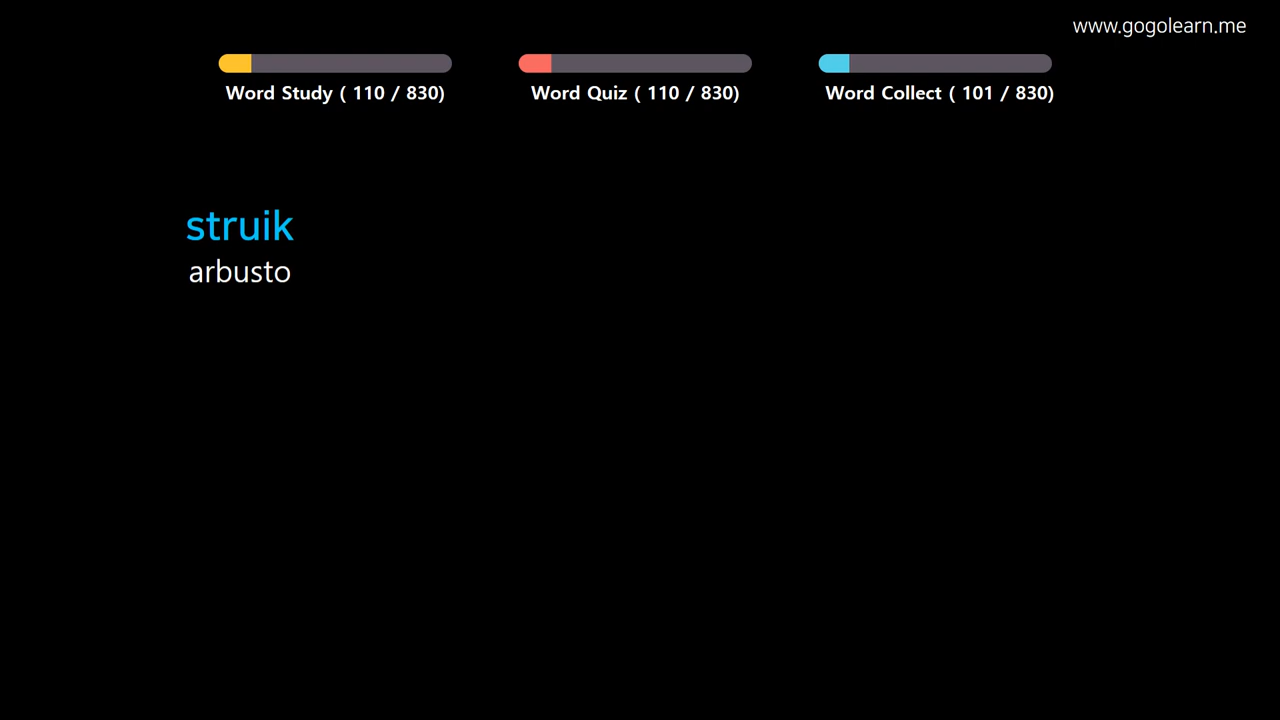 www.gogolearn.me
Word Study ( 110 / 830)
Word Quiz ( 110 / 830)
Word Collect ( 101 / 830)
struik
arbusto